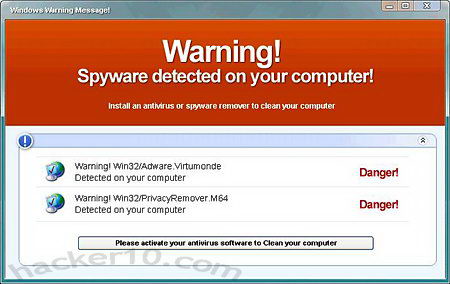 Windows Warning Message!
Warning!
Spyware detected on your computer!
Install an antivirus or spyware remover to clean your computer
Warning! Win32/Adware.Virtumonde
Detected on your computer
Danger!
Warning! Win32/PrivacyRemover.M64
Detected on your computer
Danger!
Please activate your antivirus software to Clean your computer
hacker10.com